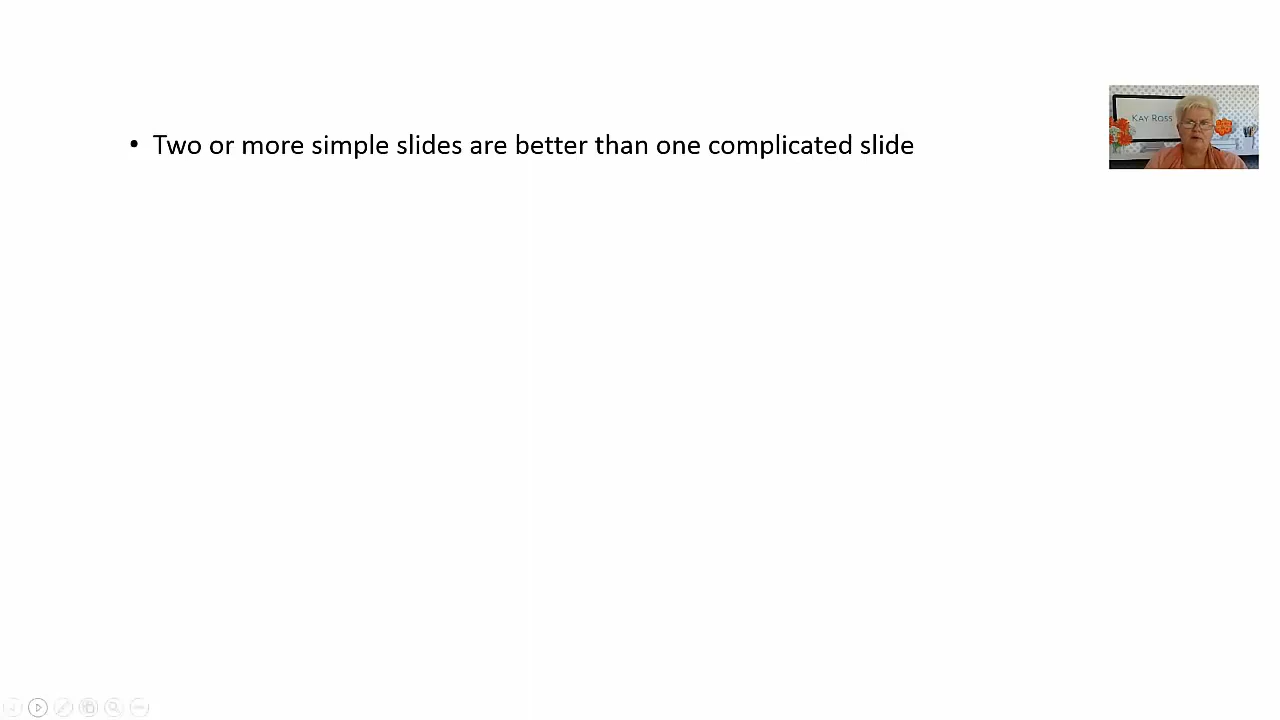 • Two or more simple slides are better than one complicated slide
KAY ROSS